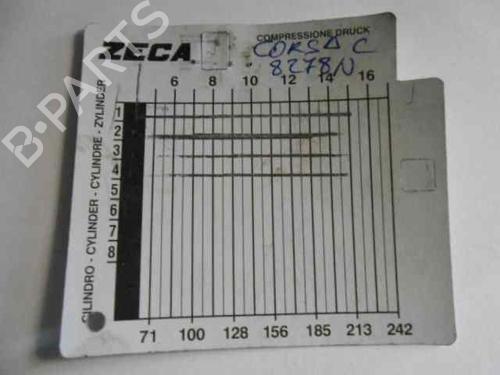 ZECA
COMPRESSIONE DRUCK
CORSA C
8278N
6 8 10 12 14 16
CILINDRO - CYLINDER - CYLINDRE - ZYLINDER
1
2
3
4
5
6
7
8
71 100 128 156 185 213 242
B-PARTS